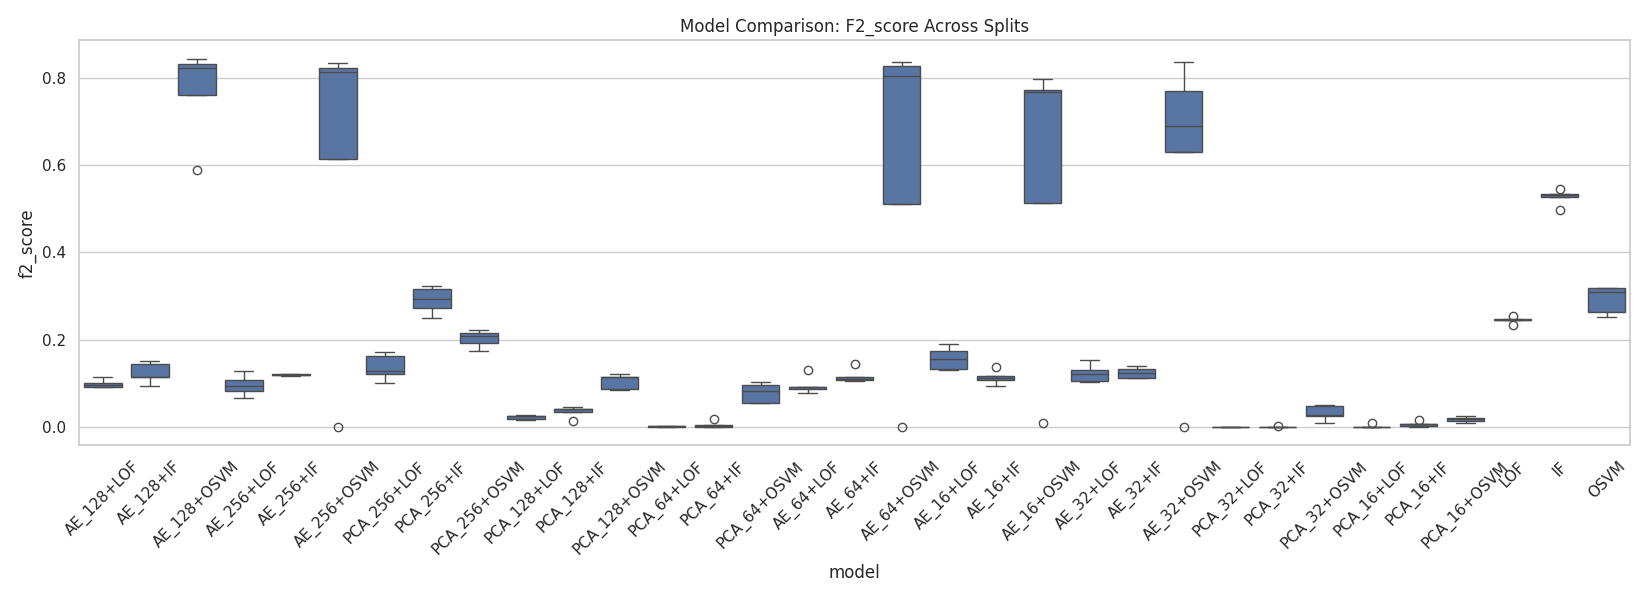 Model Comparison: F2_score Across Splits
0.8
0.6
0.4
0.2
0.0
f2_score
AE_128+LOF
AE_128+IF
AE_128+OSVM
AE_256+LOF
AE_256+IF
AE_256+OSVM
PCA_256+LOF
PCA_256+IF
PCA_256+OSVM
PCA_128+LOF
PCA_128+IF
PCA_128+OSVM
PCA_64+LOF
PCA_64+IF
PCA_64+OSVM
AE_64+LOF
AE_64+IF
AE_64+OSVM
AE_16+LOF
AE_16+IF
AE_16+OSVM
AE_32+LOF
AE_32+IF
AE_32+OSVM
PCA_32+LOF
PCA_32+IF
PCA_32+OSVM
PCA_16+LOF
PCA_16+IF
PCA_16+OSVM
LOF
IF
OSVM
model